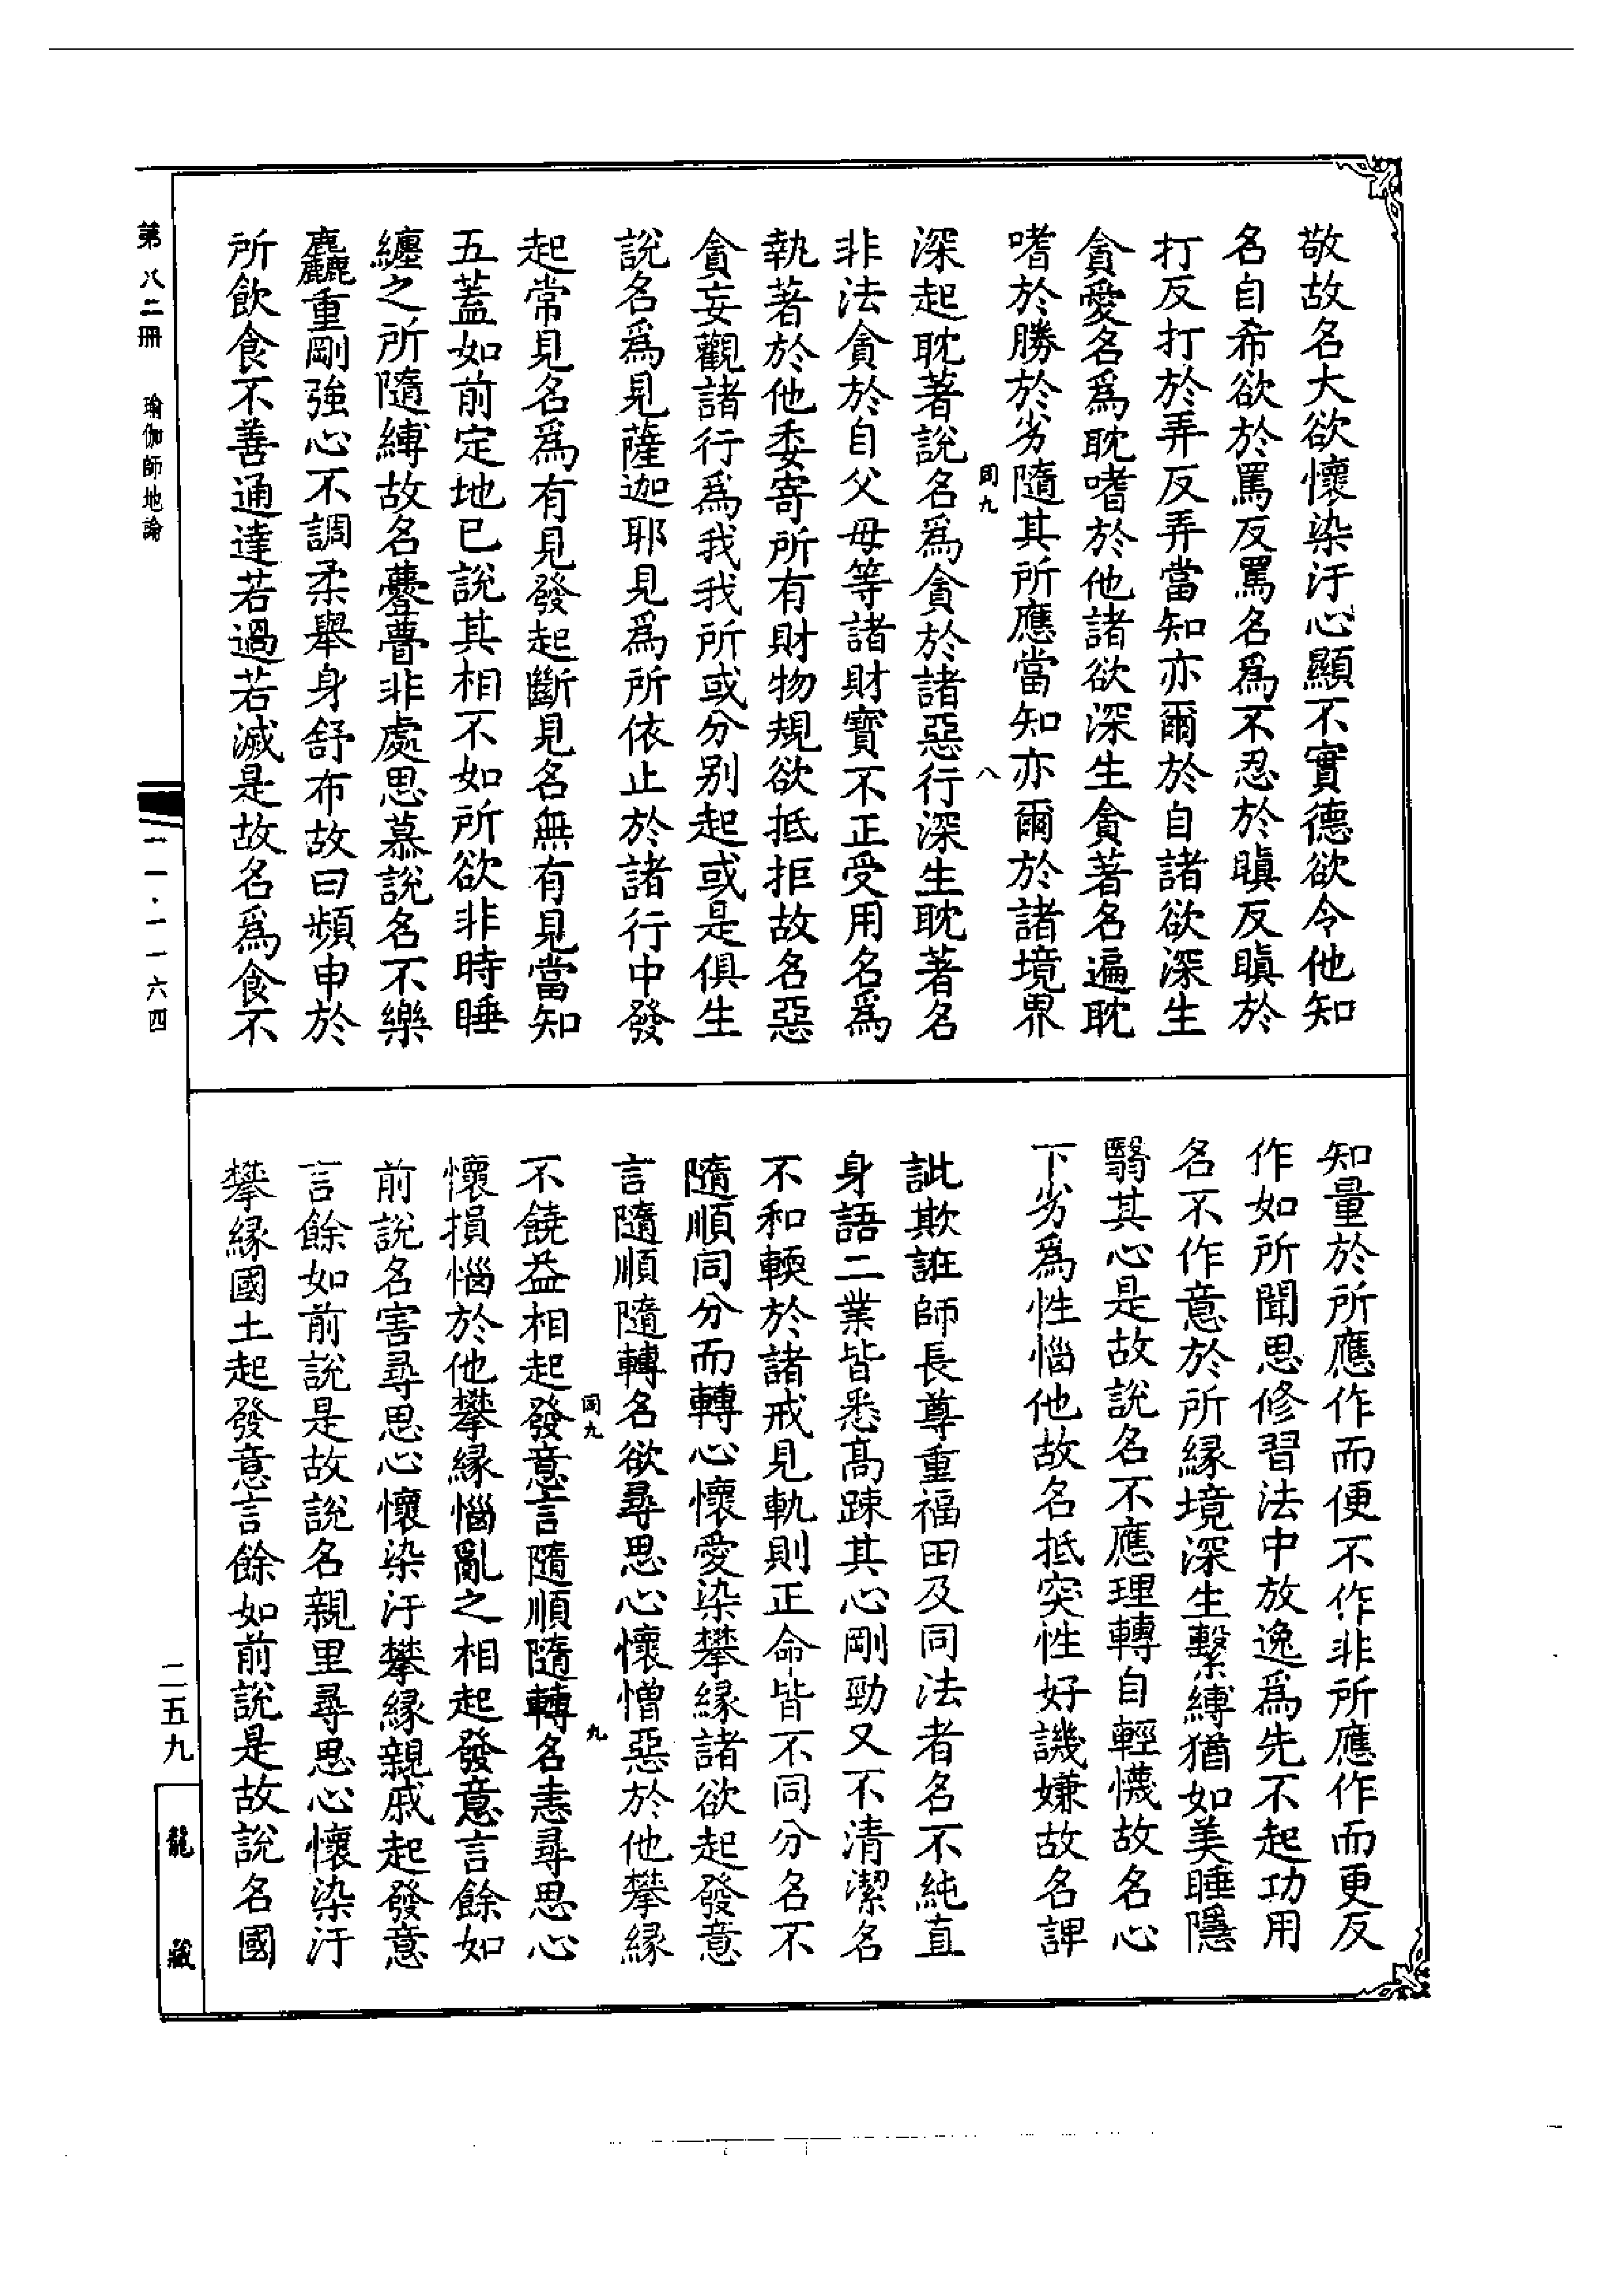 敬故名大欲懷染汙心顯不實德欲令他知
名自希欲於罵反罵名爲不忍於瞋反瞋於
打反打於弄反弄當知亦爾於自諸欲深生
貪愛名爲耽嗜於他諸欲深生貪著名遍耽
嗜於勝於劣隨其所應當知亦爾於諸境界
同九 八
深起耽著說名爲貪於諸惡行深生耽著名
非法貪於自父母等諸財寶不正受用名爲
執著於他委寄所有財物規欲抵拒故名惡
貪妄觀諸行爲我我所或分別起或是俱生
說名爲見薩迦耶見爲所依止於諸行中發
起常見名爲有見發起斷見名無有見當知
五蓋如前定地已說其相不如所欲非時睡
纏之所隨縛故名薹瞢非處思慕說名不樂
麤重剛強心不調柔舉身舒布故曰頻申於
所飲食不善通達若過若減是故名爲食不
知量於所應作而便不作非所應作而更反
作如所聞思修習法中放逸爲先不起功用
名不作意於所緣境深生繫縛猶如美睡隱
翳其心是故說名不應理轉自輕懱故名心
下劣爲性惱他故名抵突性好譏嫌故名諀
訿欺誑師長尊重福田及同法者名不純直
身語二業皆悉高踈其心剛勁又不清潔名
不和輭於諸戒見軌則正命皆不同分名不
隨順同分而轉心懷愛染攀緣諸欲起發意
言隨順隨轉名欲尋思心懷憎惡於他攀緣
同九 九
不饒益相起發意言隨順隨轉名恚尋思心
懷損惱於他攀緣惱亂之相起發意言餘如
前說名害尋思心懷染汙攀緣親戚起發意
言餘如前說是故說名親里尋思心懷染汙
攀緣國土起發意言餘如前說是故說名國
第八二冊 瑜伽師地論
一一·一一六四
二五九
龍藏